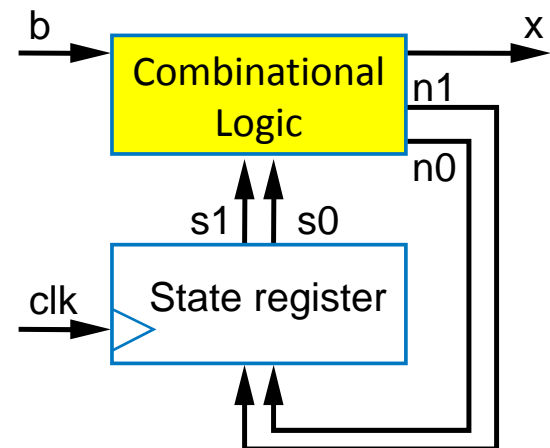 b
x
Combinational
Logic
n1
n0
s1
s0
clk
State register